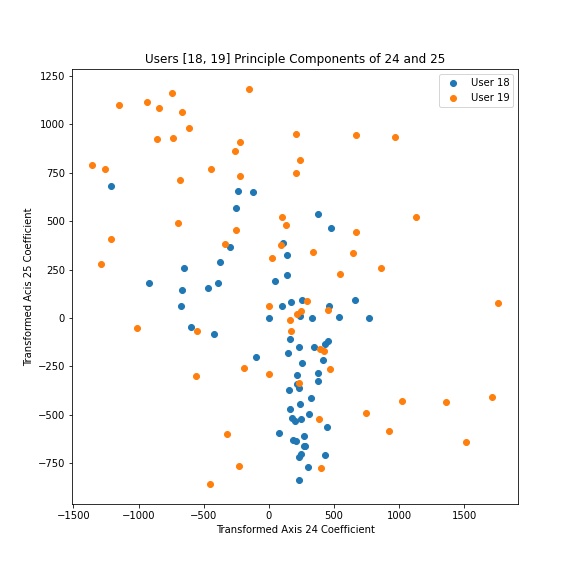 Users [18, 19] Principle Components of 24 and 25
User 18
User 19
Transformed Acis 25 Coefficient
1250
1000
750
500
250
0
−250
−500
−750
−1500 −1000 −500 0 500 1000 1500
Transformed Axis 24 Coefficient